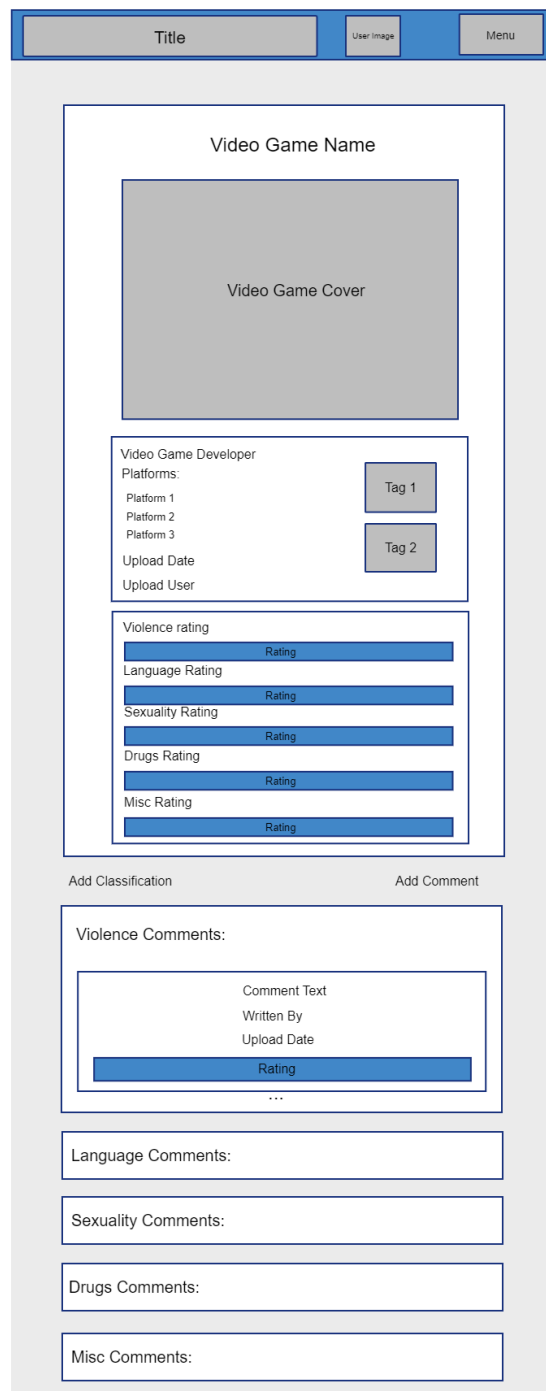 Title
User Image
Menu
Video Game Name
Video Game Cover
Video Game Developer
Platforms:
Platform 1
Platform 2
Platform 3
Upload Date
Upload User
Tag 1
Tag 2
Violence rating
Rating
Language Rating
Rating
Sexuality Rating
Rating
Drugs Rating
Rating
Misc Rating
Rating
Add Classification
Add Comment
Violence Comments:
Comment Text
Written By
Upload Date
Rating
...
Language Comments:
Sexuality Comments:
Drugs Comments:
Misc Comments: